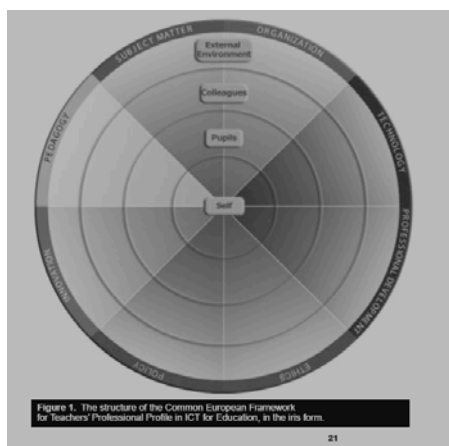 SUBJECT MATTER
ORGANIZATION
External
Environment
Colleagues
TECHNOLOGY
PEDAGOGY
Pupils
Self
INNOVATION
PROFESSIONAL DEVELOPMENT
POLICY
ETHICS
Figure 1. The structure of the Common European Framework
for Teachers' Professional Profile in ICT for Education, in the iris form.
21